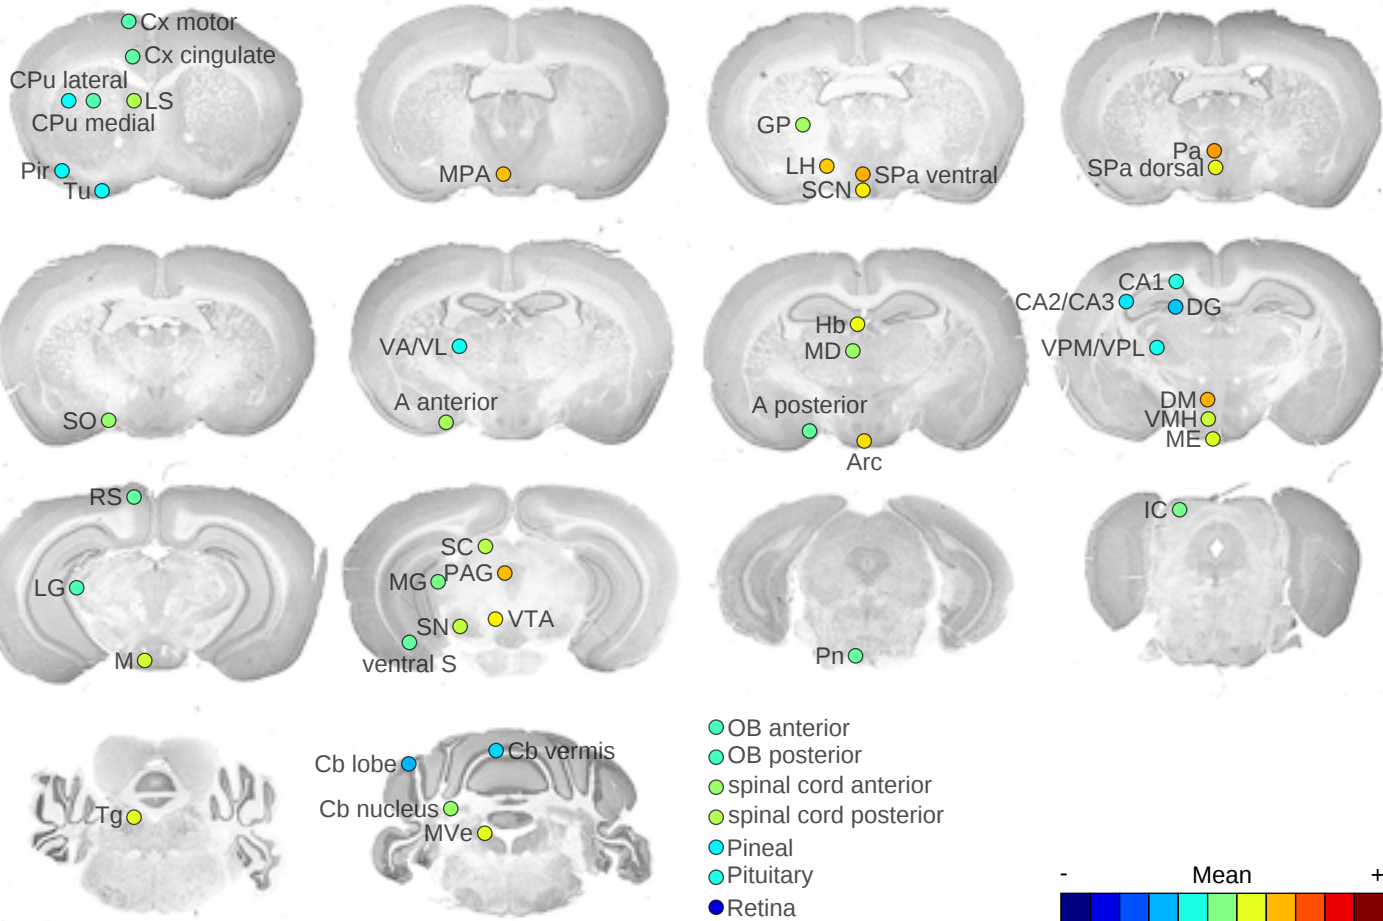 Cx motor
Cx cingulate
CPu lateral
LS
CPu medial
Pir
Tu
MPA
GP
LH
SPa ventral
SCN
Pa
SPa dorsal
SO
VA/VL
A anterior
Hb
MD
A posterior
Arc
CA1
CA2/CA3
DG
VPM/VPL
DM
VMH
ME
RS
LG
M
SC
MG
PAG
SN
VTA
ventral S
Pn
IC
Tg
Cb lobe
Cb vermis
Cb nucleus
MVe
OB anterior
OB posterior
spinal cord anterior
spinal cord posterior
Pineal
Pituitary
Retina
- Mean +